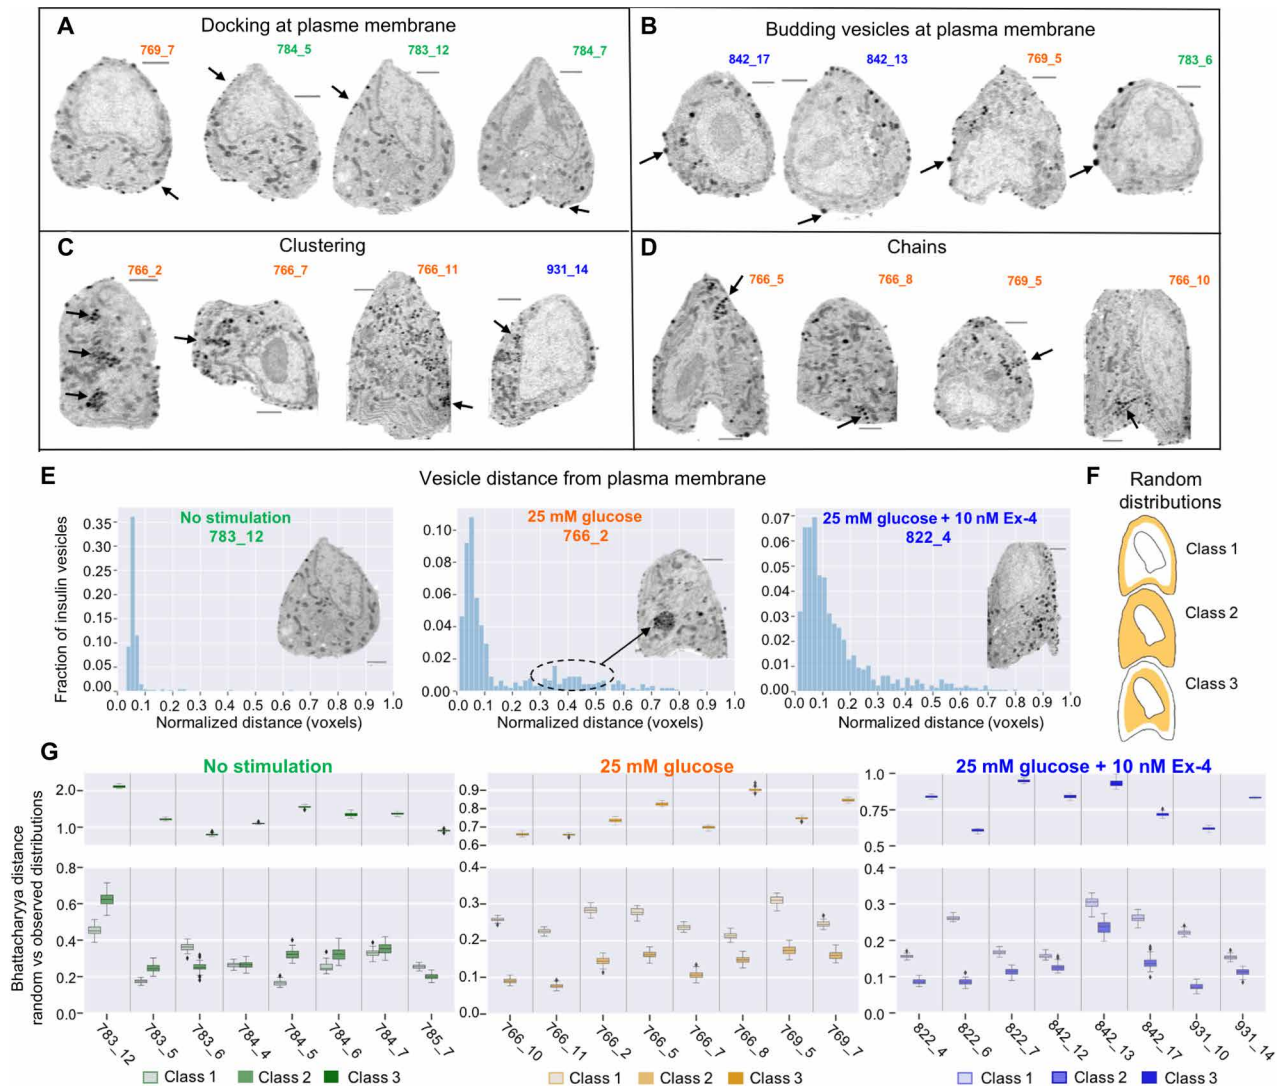 A Docking at plasme membrane
769_7 784_5 783_12 784_7
B Budding vesicles at plasma membrane
842_17 842_13 769_5 783_6
C Clustering
766_2 766_7 766_11 931_14
D Chains
766_5 766_8 769_5 766_10
E Vesicle distance from plasma membrane
Fraction of insulin vesicles
0.35
0.30
0.25
0.20
0.15
0.10
0.05
0.00
No stimulation
783_12
0.0 0.1 0.2 0.3 0.4 0.5 0.6 0.7 0.8 0.9 1.0
Normalized distance (voxels)
0.10
0.08
0.06
0.04
0.02
0.00
25 mM glucose
766_2
0.0 0.1 0.2 0.3 0.4 0.5 0.6 0.7 0.8 0.9 1.0
Normalized distance (voxels)
0.07
0.06
0.05
0.04
0.03
0.02
0.01
0.00
25 mM glucose + 10 nM Ex-4
822_4
0.0 0.1 0.2 0.3 0.4 0.5 0.6 0.7 0.8 0.9 1.0
Normalized distance (voxels)
F Random
distributions
Class 1
Class 2
Class 3
G
Bhattacharyya distance
random vs observed distributions
No stimulation
2.0
1.0
0.8
0.6
0.4
0.2
0.0
783_12 783_5 783_6 784_4 784_5 784_6 784_7 785_7
Class 1 Class 2 Class 3
25 mM glucose
0.9
0.8
0.7
0.6
0.4
0.3
0.2
0.1
0.0
766_10 766_11 766_2 766_5 766_7 766_8 769_5 769_7
Class 1 Class 2 Class 3
25 mM glucose + 10 nM Ex-4
1.0
0.75
0.5
0.4
0.3
0.2
0.1
0.0
822_4 822_6 822_7 842_12 842_13 842_17 931_10 931_14
Class 1 Class 2 Class 3